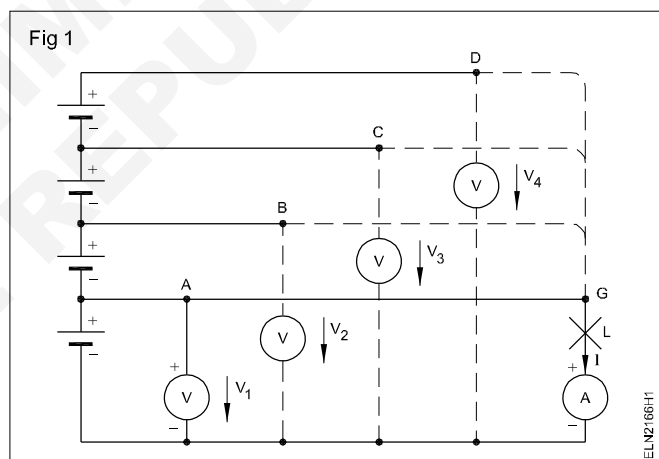 Fig 1
D
+
−
C
+
−
V
V4
B
+
−
V
V3
A
G
+
−
V
V2
L
I
+
V
−
V1
+
A
−
ELN2166H1